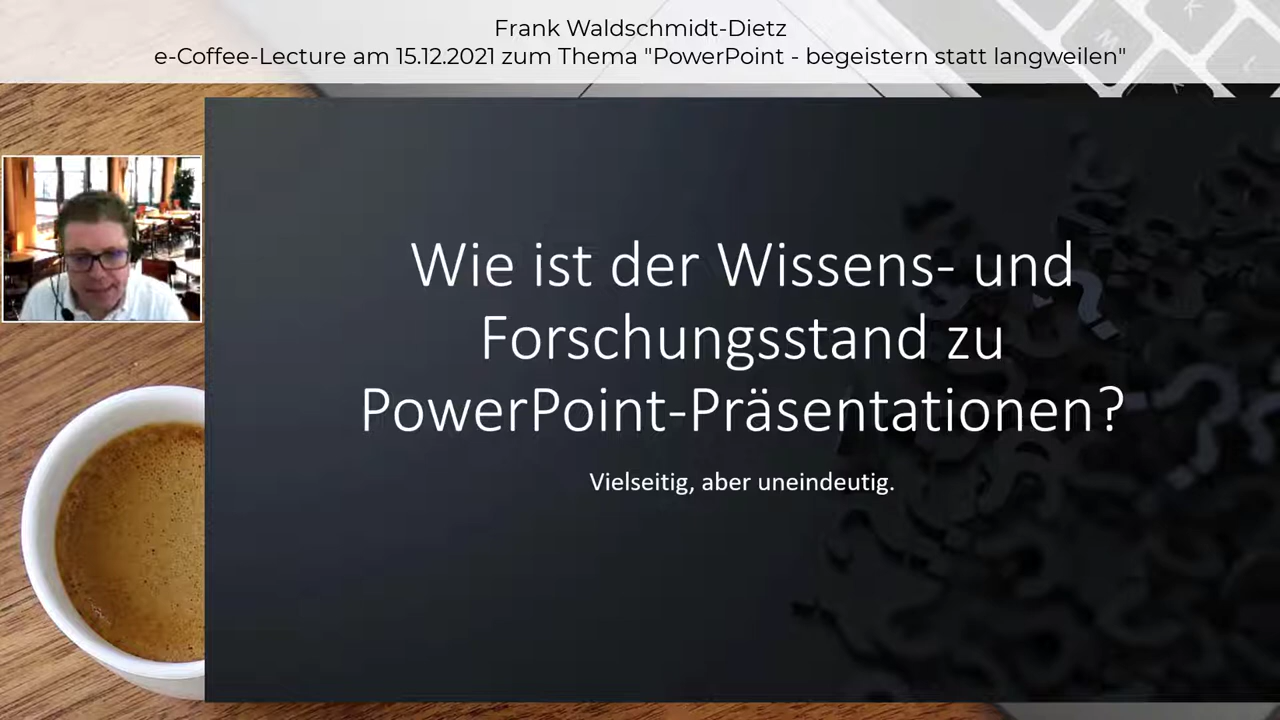 Frank Waldschmidt-Dietz
e-Coffee-Lecture am 15.12.2021 zum Thema "PowerPoint - begeistern statt langweilen"
Wie ist der Wissens- und
Forschungsstand zu
PowerPoint-Präsentationen?
Vielseitig, aber uneindeutig.